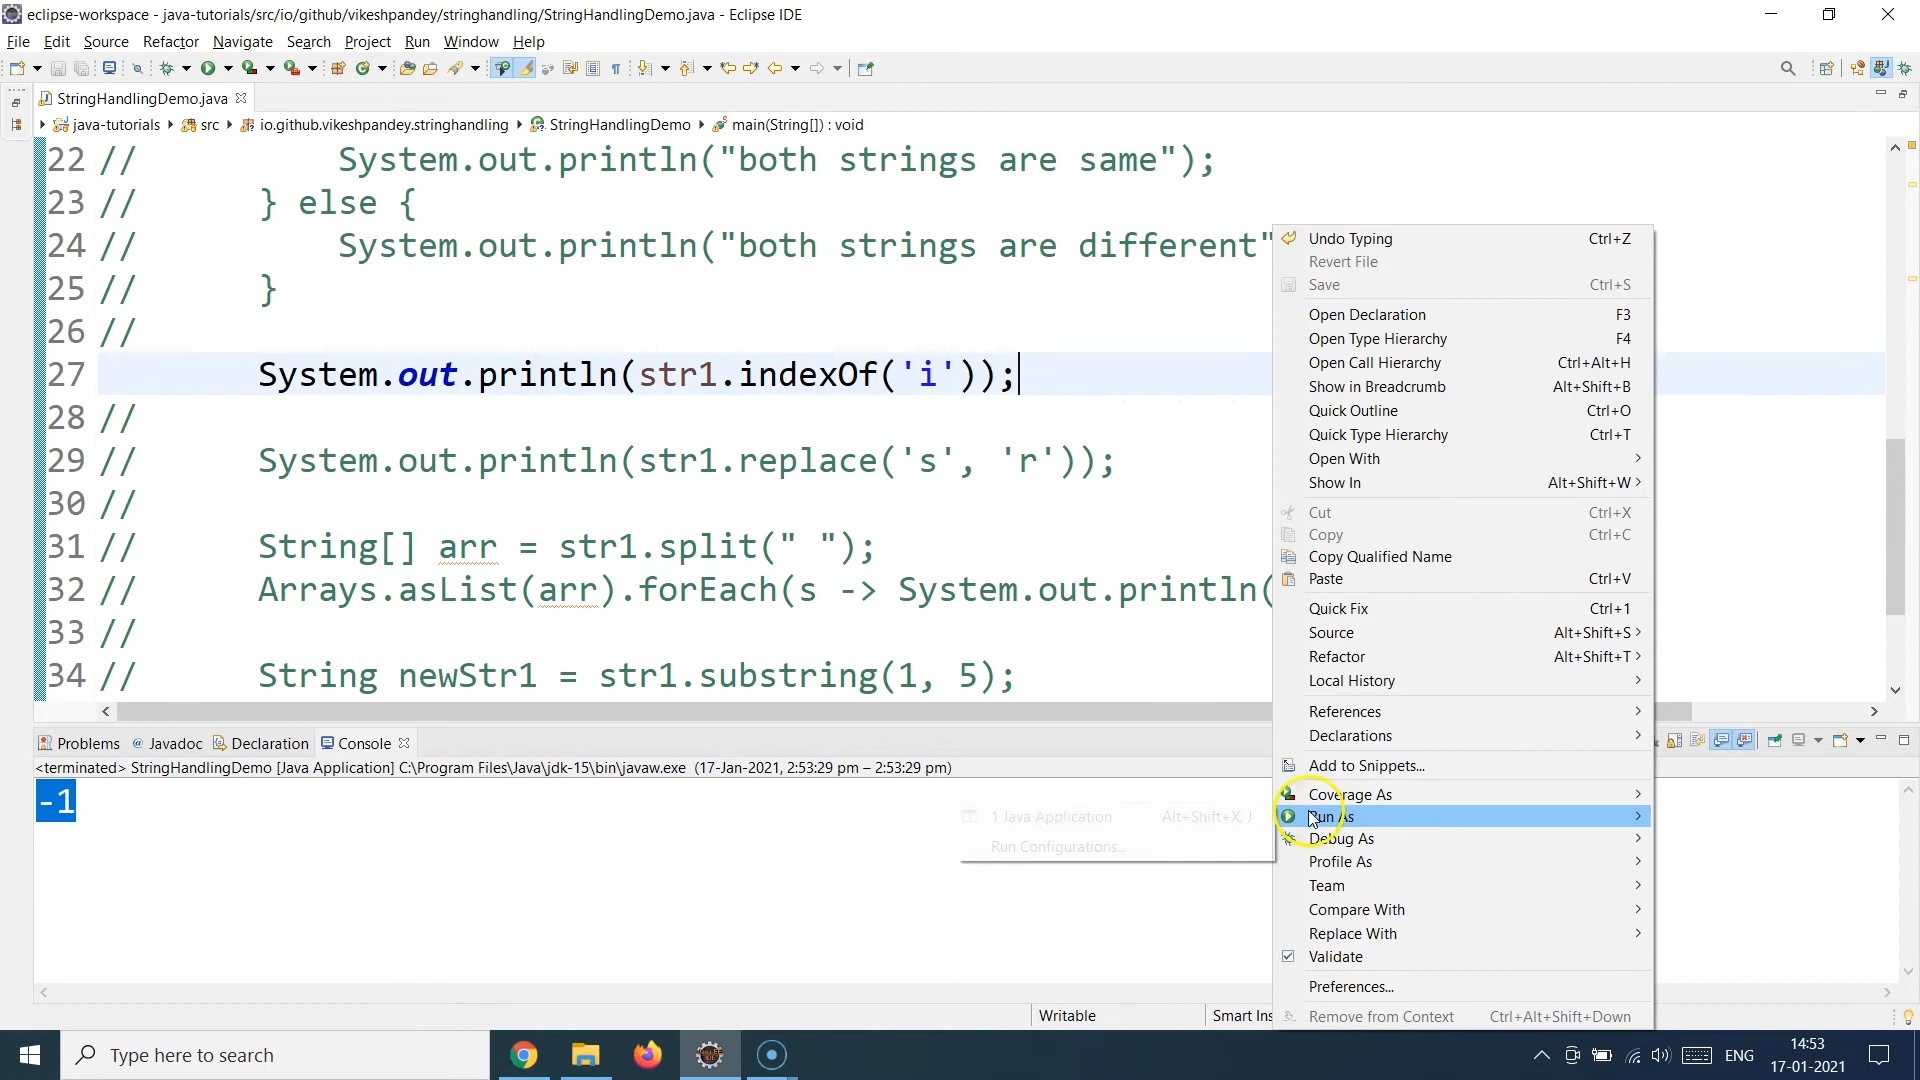 eclipse-workspace - java-tutorials/src/io/github/vikeshpandey/stringhandling/StringHandlingDemo.java - Eclipse IDE
File Edit Source Refactor Navigate Search Project Run Window Help
StringHandlingDemo.java
java-tutorials src io.github.vikeshpandey.stringhandling StringHandlingDemo main(String[]) : void
22 // System.out.println("both strings are same");
23 // } else {
24 // System.out.println("both strings are different"
25 // }
26 //
27 System.out.println(str1.indexOf('i'));
28 //
29 // System.out.println(str1.replace('s', 'r'));
30 //
31 // String[] arr = str1.split(" ");
32 // Arrays.asList(arr).forEach(s -> System.out.println(
33 //
34 // String newStr1 = str1.substring(1, 5);
Undo Typing Ctrl+Z
Revert File
Save Ctrl+S
Open Declaration F3
Open Type Hierarchy F4
Open Call Hierarchy Ctrl+Alt+H
Show in Breadcrumb Alt+Shift+B
Quick Outline Ctrl+O
Quick Type Hierarchy Ctrl+T
Open With
Show In Alt+Shift+W
Cut Ctrl+X
Copy Ctrl+C
Copy Qualified Name
Paste Ctrl+V
Quick Fix Ctrl+1
Source Alt+Shift+S
Refactor Alt+Shift+T
Local History
References
Declarations
Add to Snippets...
Coverage As
Run As
Debug As
Profile As
Team
Compare With
Replace With
Validate
Preferences...
Remove from Context Ctrl+Alt+Shift+Down
1 Java Application Alt+Shift+X, J
Run Configurations...
Problems @ Javadoc Declaration Console
<terminated> StringHandlingDemo [Java Application] C:\Program Files\Java\jdk-15\bin\javaw.exe (17-Jan-2021, 2:53:29 pm – 2:53:29 pm)
-1
Writable Smart Ins
Type here to search
ENG
14:53
17-01-2021